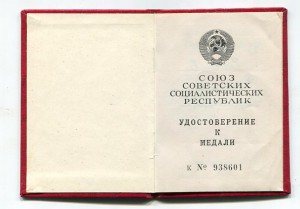 СОЮЗ
СОВЕТСКИХ
СОЦИАЛИСТИЧЕСКИХ
РЕСПУБЛИК
УДОСТОВЕРЕНИЕ
К
МЕДАЛИ
К № 938601